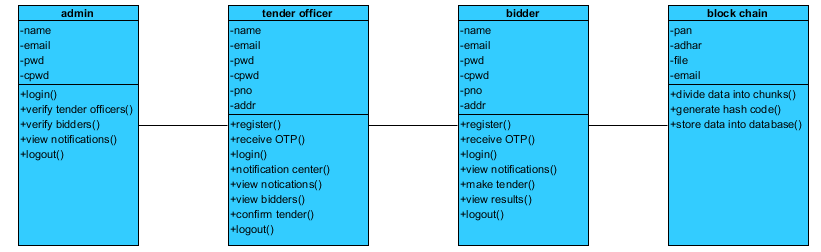 admin
-name
-email
-pwd
-cpwd
+login()
+verify tender officers()
+verify bidders()
+view notifications()
+logout()
tender officer
-name
-email
-pwd
-cpwd
-pno
-addr
+register()
+receive OTP()
+login()
+notification center()
+view notications()
+view bidders()
+confirm tender()
+logout()
bidder
-name
-email
-pwd
-cpwd
-pno
-addr
+register()
+receive OTP()
+login()
+view notifications()
+make tender()
+view results()
+logout()
block chain
-pan
-adhar
-file
-email
+divide data into chunks()
+generate hash code()
+store data into database()